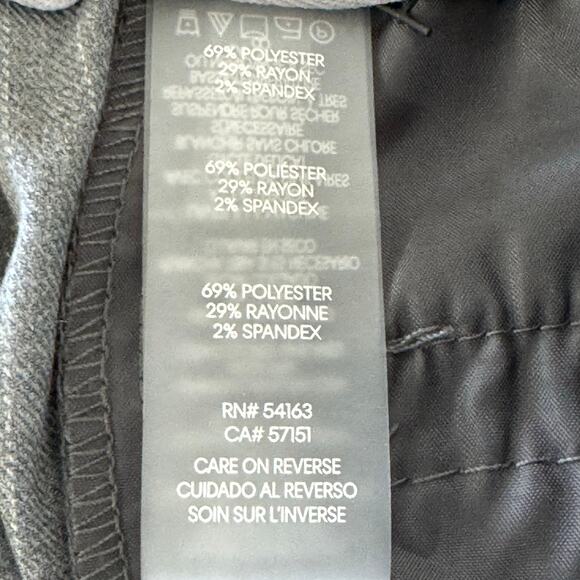 69% POLYESTER
29% RAYON
2% SPANDEX
69% POLIÉSTER
29% RAYON
2% SPANDEX
69% POLYESTER
29% RAYONNE
2% SPANDEX
RN# 54163
CA# 57151
CARE ON REVERSE
CUIDADO AL REVERSO
SOIN SUR L'INVERSE